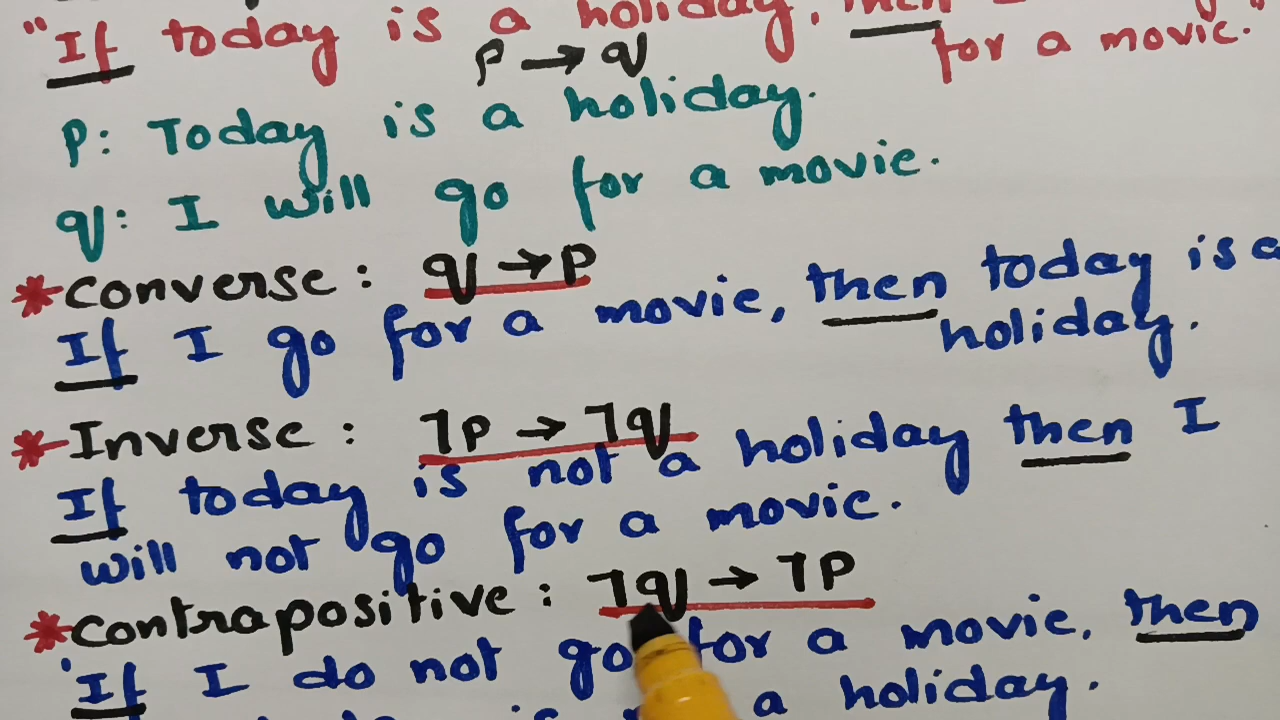 "If today is a holiday, then I
p → q for a movie."
p: Today is a holiday.
q: I will go for a movie.
*Converse: q → p
If I go for a movie, then today is a
holiday.
*Inverse: ┐p → ┐q
If today is not a holiday then I
will not go for a movie.
*Contrapositive: ┐q → ┐p
'If I do not go for a movie, then
a holiday.